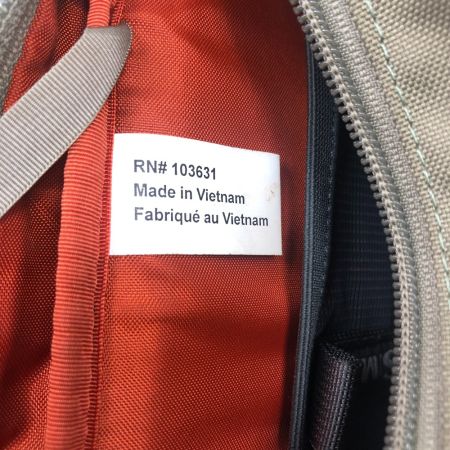 RN# 103631
Made in Vietnam
Fabriqué au Vietnam